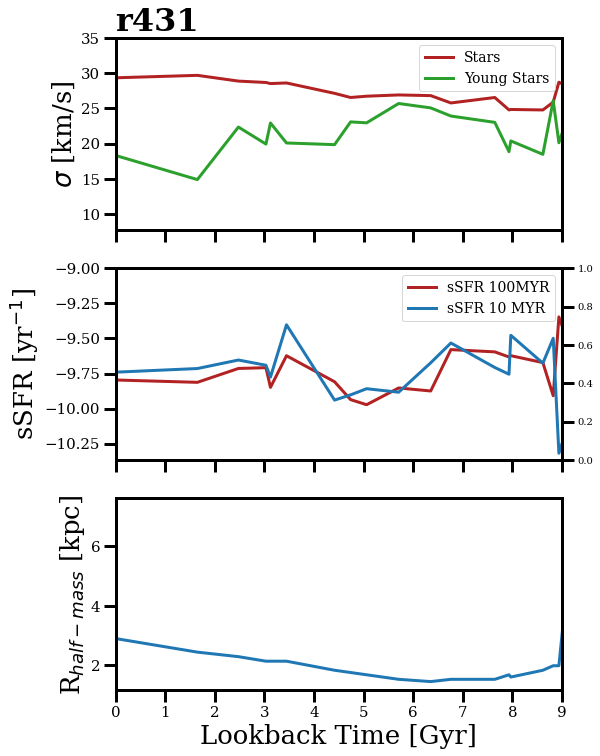 r431
σ [km/s]
35
30
25
20
15
10
Stars
Young Stars
sSFR [yr⁻¹]
−9.00
−9.25
−9.50
−9.75
−10.00
−10.25
sSFR 100MYR
sSFR 10 MYR
1.0
0.8
0.6
0.4
0.2
0.0
R_{half−mass} [kpc]
6
4
2
0 1 2 3 4 5 6 7 8 9
Lookback Time [Gyr]